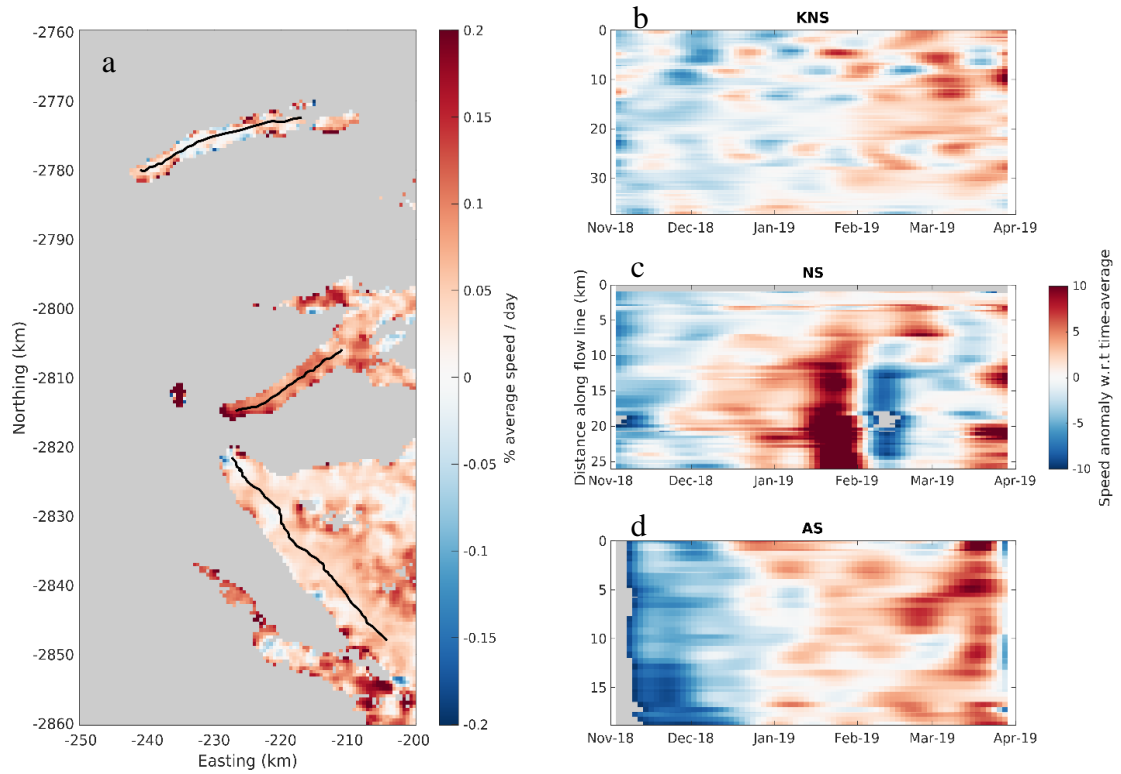 a
-2760
-2770
-2780
-2790
-2800
-2810
-2820
-2830
-2840
-2850
-2860
-250
-240
-230
-220
-210
-200
Easting (km)
Northing (km)
0.2
0.15
0.1
0.05
0
-0.05
-0.1
-0.15
-0.2
% average speed / day
b
KNS
0
10
20
30
Nov-18
Dec-18
Jan-19
Feb-19
Mar-19
Apr-19
c
NS
0
5
10
15
20
25
Nov-18
Dec-18
Jan-19
Feb-19
Mar-19
Apr-19
Distance along flow line (km)
10
5
0
-5
-10
Speed anomaly w.r.t time-average
d
AS
0
5
10
15
Nov-18
Dec-18
Jan-19
Feb-19
Mar-19
Apr-19